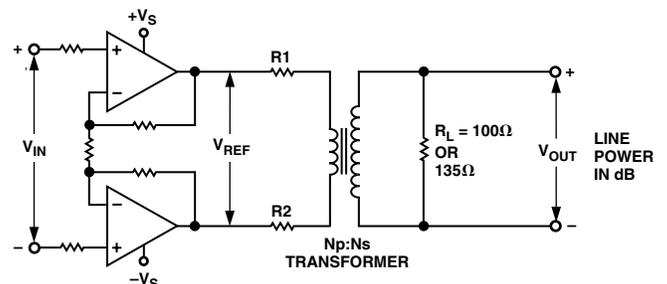 +VS
+
+
−
R1
VIN
VREF
RL = 100Ω
OR
135Ω
VOUT
+
LINE
POWER
IN dB
−
−
+
R2
−
Np:Ns
TRANSFORMER
−VS